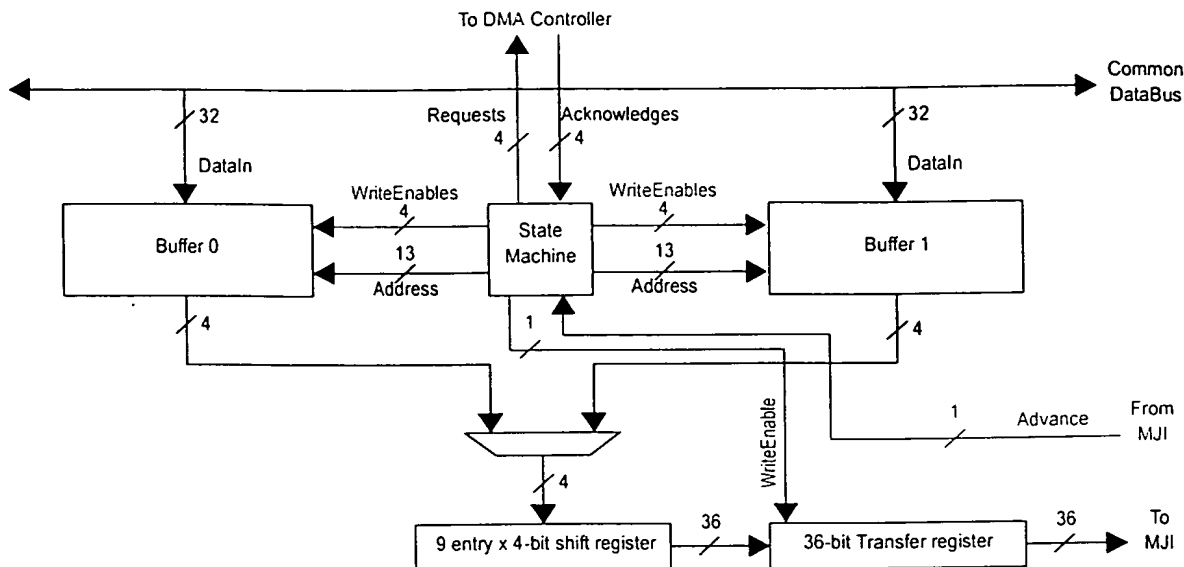 To DMA Controller
Common
DataBus
32
Requests
4
Acknowledges
4
32
DataIn
DataIn
WriteEnables
4
WriteEnables
4
Buffer 0
State
Machine
Buffer 1
13
Address
13
Address
4
1
4
WriteEnable
1
Advance
From
MJI
4
9 entry x 4-bit shift register
36
36-bit Transfer register
36
To
MJI